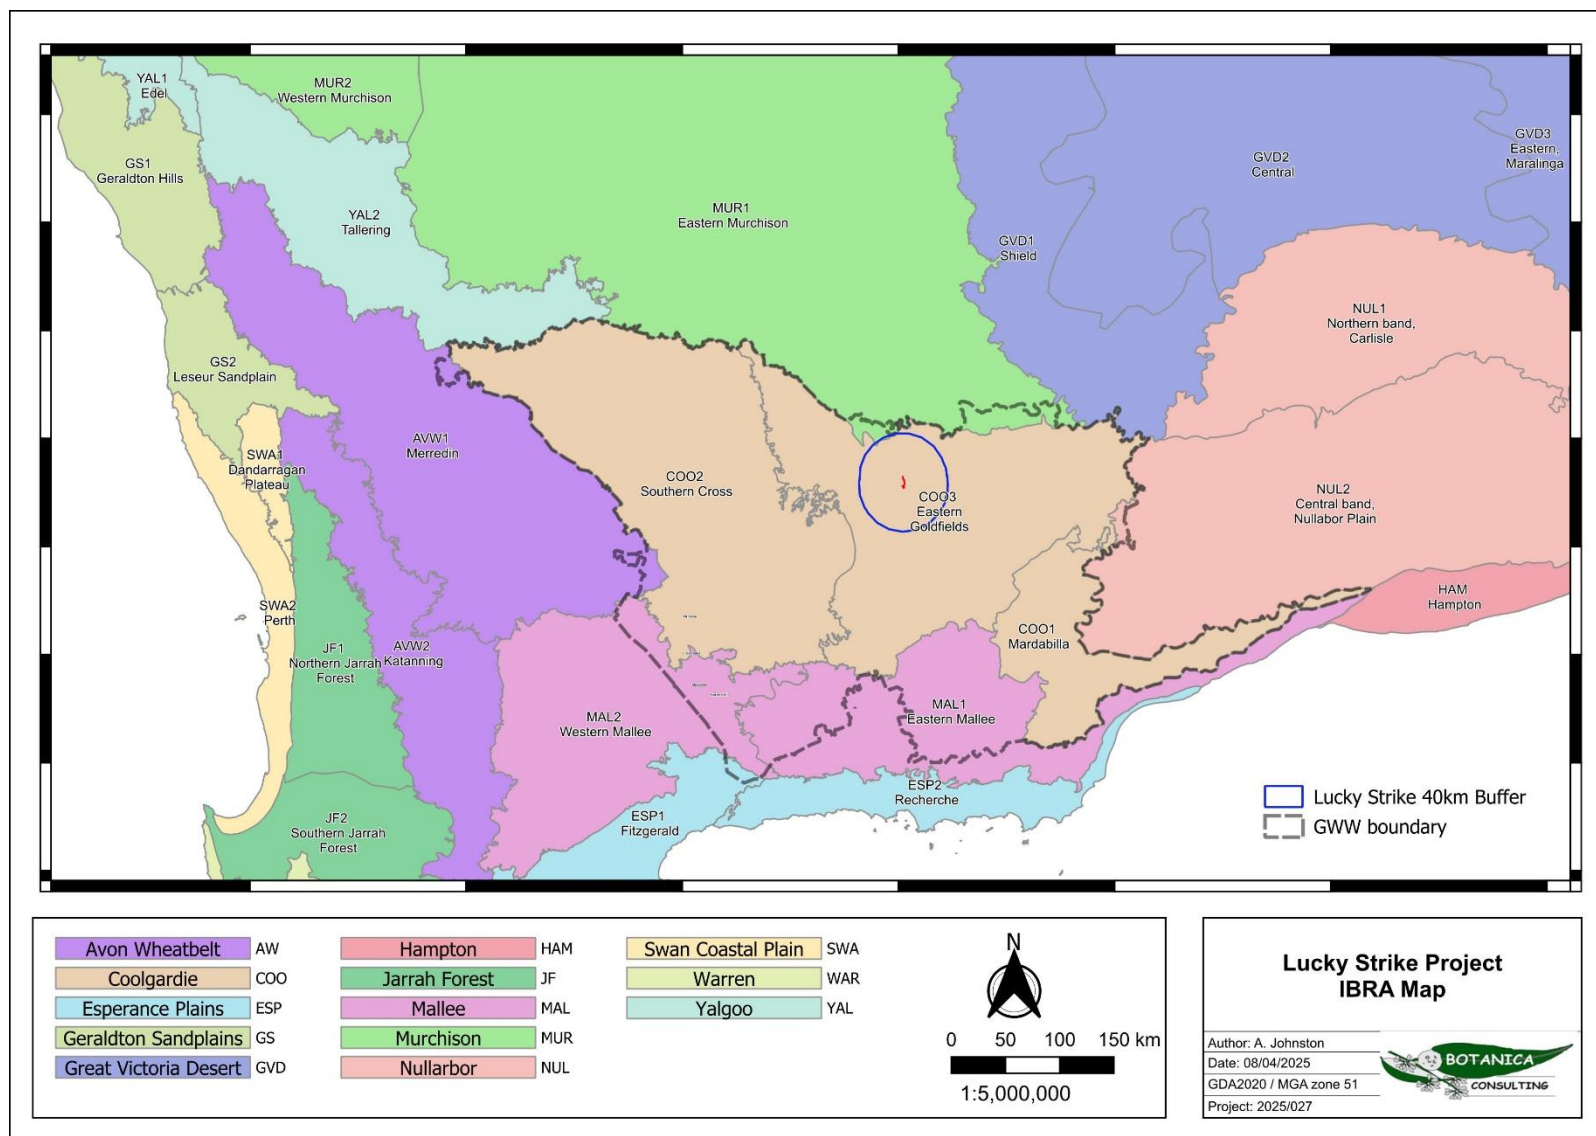 YAL1
Edel
MUR2
Western Murchison
GVD3
Eastern,
Maralinga
GVD2
Central
GS1
Geraldton Hills
YAL2
Tallering
MUR1
Eastern Murchison
GVD1
Shield
NUL1
Northern band,
Carlisle
GS2
Leseur Sandplain
AVW1
Merredin
SWA1
Dandarragan
Plateau
COO2
Southern Cross
COO3
Eastern
Goldfields
NUL2
Central band,
Nullabor Plain
HAM
Hampton
SWA2
Perth
JF1
Northern Jarrah
Forest
AVW2
Katanning
COO1
Mardabilla
MAL2
Western Mallee
MAL1
Eastern Mallee
ESP2
Recherche
ESP1
Fitzgerald
JF2
Southern Jarrah
Forest
Lucky Strike 40km Buffer
GWW boundary
Avon Wheatbelt AW
Coolgardie COO
Esperance Plains ESP
Geraldton Sandplains GS
Great Victoria Desert GVD
Hampton HAM
Jarrah Forest JF
Mallee MAL
Murchison MUR
Nullarbor NUL
Swan Coastal Plain SWA
Warren WAR
Yalgoo YAL
N
0 50 100 150 km
1:5,000,000
Lucky Strike Project
IBRA Map
Author: A. Johnston
Date: 08/04/2025
GDA2020 / MGA zone 51
Project: 2025/027
BOTANICA
CONSULTING